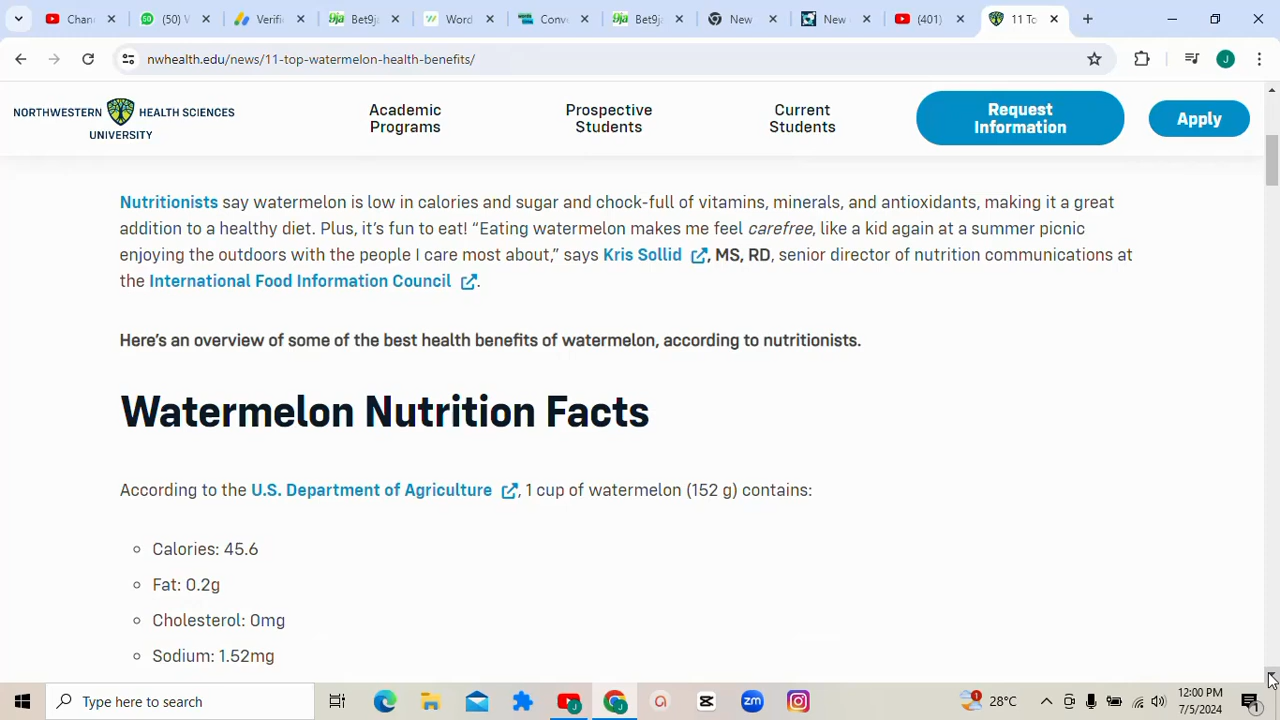 Chan
(50) V
Verifi
Bet9j
Word
Conv
Bet9j
New
New
(401)
11 To
nwhealth.edu/news/11-top-watermelon-health-benefits/
J
NORTHWESTERN HEALTH SCIENCES
UNIVERSITY
Academic
Programs
Prospective
Students
Current
Students
Request
Information
Apply
Nutritionists say watermelon is low in calories and sugar and chock-full of vitamins, minerals, and antioxidants, making it a great
addition to a healthy diet. Plus, it’s fun to eat! “Eating watermelon makes me feel carefree, like a kid again at a summer picnic
enjoying the outdoors with the people I care most about,” says Kris Sollid, MS, RD, senior director of nutrition communications at
the International Food Information Council.
Here’s an overview of some of the best health benefits of watermelon, according to nutritionists.
Watermelon Nutrition Facts
According to the U.S. Department of Agriculture, 1 cup of watermelon (152 g) contains:
Calories: 45.6
Fat: 0.2g
Cholesterol: 0mg
Sodium: 1.52mg
Type here to search
28°C
12:00 PM
7/5/2024